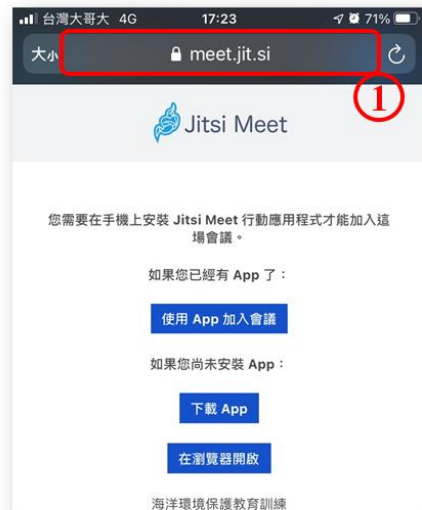 台灣大哥大 4G 17:23 71%
大小 meet.jit.si
1
Jitsi Meet
您需要在手機上安裝 Jitsi Meet 行動應用程式才能加入這
場會議。
如果您已經有 App 了：
使用 App 加入會議
如果您尚未安裝 App：
下載 App
在瀏覽器開啟
海洋環境保護教育訓練